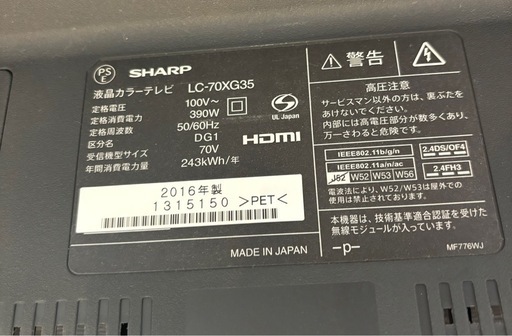 PS
E
SHARP
液晶カラーテレビ LC-70XG35
定格電圧 100V~
定格消費電力 390W
定格周波数 50/60Hz
区分名 DG1
受信機型サイズ 70V
年間消費電力量 243kWh/年
UL Japan
HDMI
2016年製
1315150 >PET<
MADE IN JAPAN
警告
高圧注意
サービスマン以外の方は、裏ぶたを
あけないでください。
内部には高電圧部分が数多くあり、
万一さわると危険です。
IEEE802.11b/g/n
2.4DS/OF4
IEEE802.11a/n/ac
J52 W52 W53 W56
2.4FH3
電波法により、W52/W53は屋外で
使用できません。
本機器は、技術基準適合認証を受けた
無線モジュールが入っています。
-p-
MF776WJ